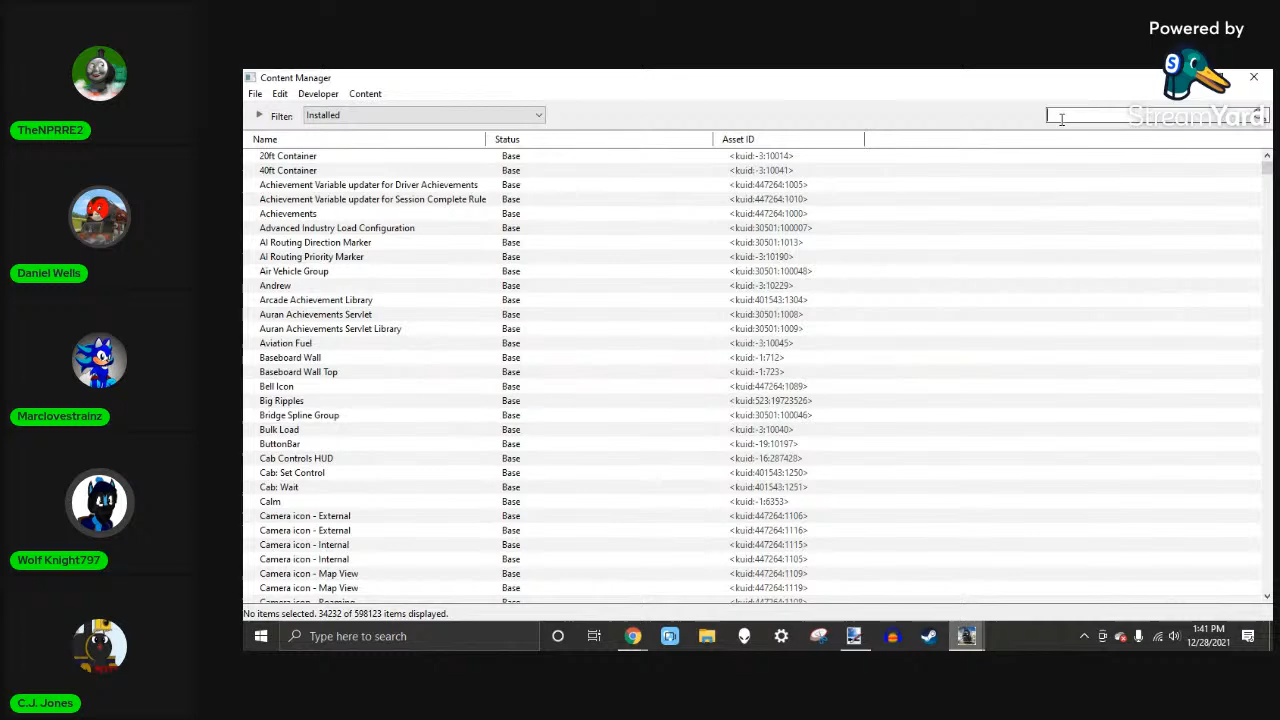 Powered by
StreamYard
TheNPRRE2
Daniel Wells
Marclovestrainz
Wolf Knight797
C.J. Jones
Content Manager
File Edit Developer Content
Filter: Installed
Name Status Asset ID
20ft Container Base <kuid:-3:10014>
40ft Container Base <kuid:-3:10041>
Achievement Variable updater for Driver Achievements Base <kuid:447264:1005>
Achievement Variable updater for Session Complete Rule Base <kuid:447264:1010>
Achievements Base <kuid:447264:1000>
Advanced Industry Load Configuration Base <kuid:30501:100007>
AI Routing Direction Marker Base <kuid:30501:1013>
AI Routing Priority Marker Base <kuid:-3:10190>
Air Vehicle Group Base <kuid:30501:100048>
Andrew Base <kuid:-3:10229>
Arcade Achievement Library Base <kuid:401543:1304>
Auran Achievements Servlet Base <kuid:30501:1008>
Auran Achievements Servlet Library Base <kuid:30501:1009>
Aviation Fuel Base <kuid:-3:10045>
Baseboard Wall Base <kuid:-1:712>
Baseboard Wall Top Base <kuid:-1:723>
Bell Icon Base <kuid:447264:1089>
Big Ripples Base <kuid:523:19723526>
Bridge Spline Group Base <kuid:30501:100046>
Bulk Load Base <kuid:-3:10040>
ButtonBar Base <kuid:-19:10197>
Cab Controls HUD Base <kuid:-16:287428>
Cab: Set Control Base <kuid:401543:1250>
Cab: Wait Base <kuid:401543:1251>
Calm Base <kuid:-1:6353>
Camera icon - External Base <kuid:447264:1106>
Camera icon - External Base <kuid:447264:1116>
Camera icon - Internal Base <kuid:447264:1115>
Camera icon - Internal Base <kuid:447264:1105>
Camera icon - Map View Base <kuid:447264:1109>
Camera icon - Map View Base <kuid:447264:1119>
Camera icon - Roaming Base <kuid:447264:1108>
No items selected. 34232 of 598123 items displayed.
Type here to search
1:41 PM
12/28/2021